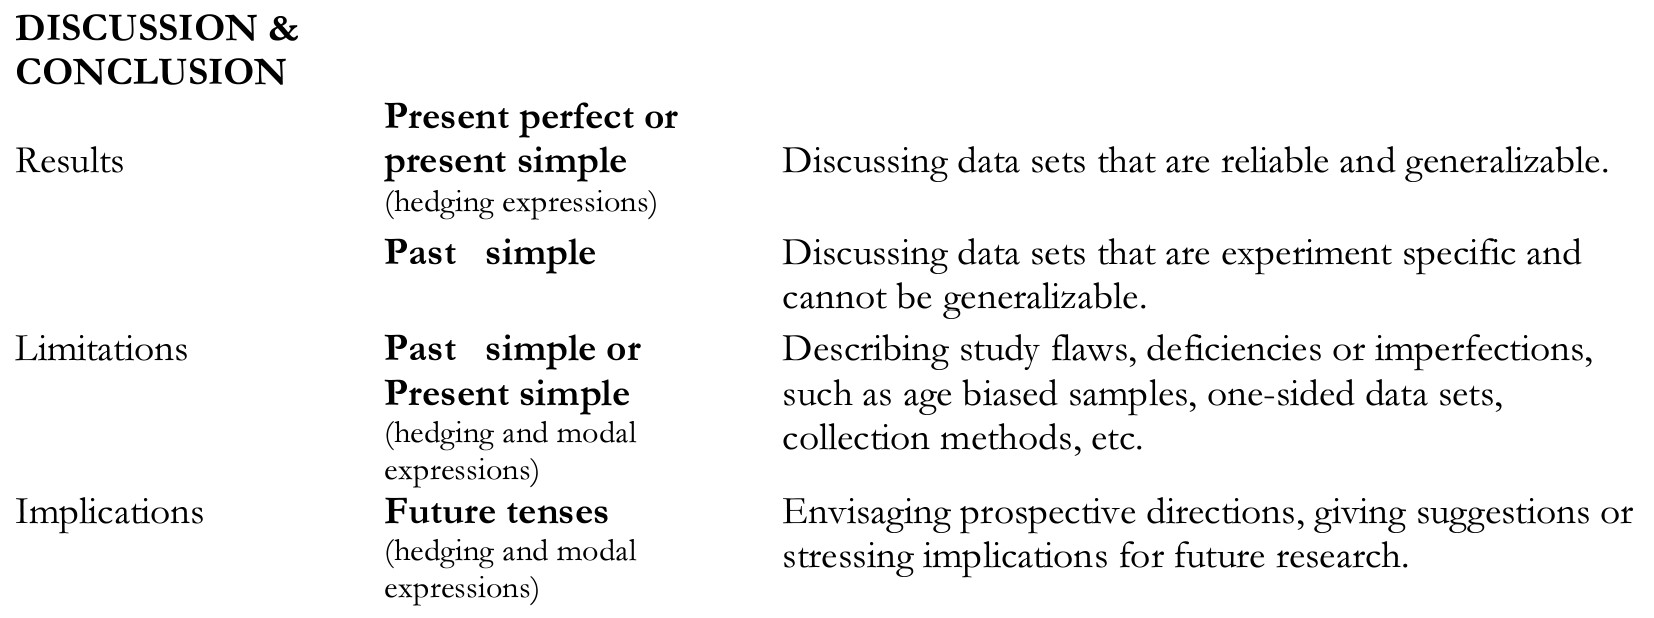 DISCUSSION &
CONCLUSION
Present perfect or
Results present simple Discussing data sets that are reliable and generalizable.
(hedging expressions)
Past simple Discussing data sets that are experiment specific and
cannot be generalizable.
Limitations Past simple or Describing study flaws, deficiencies or imperfections,
Present simple such as age biased samples, one-sided data sets,
(hedging and modal collection methods, etc.
expressions)
Implications Future tenses Envisaging prospective directions, giving suggestions or
(hedging and modal stressing implications for future research.
expressions)